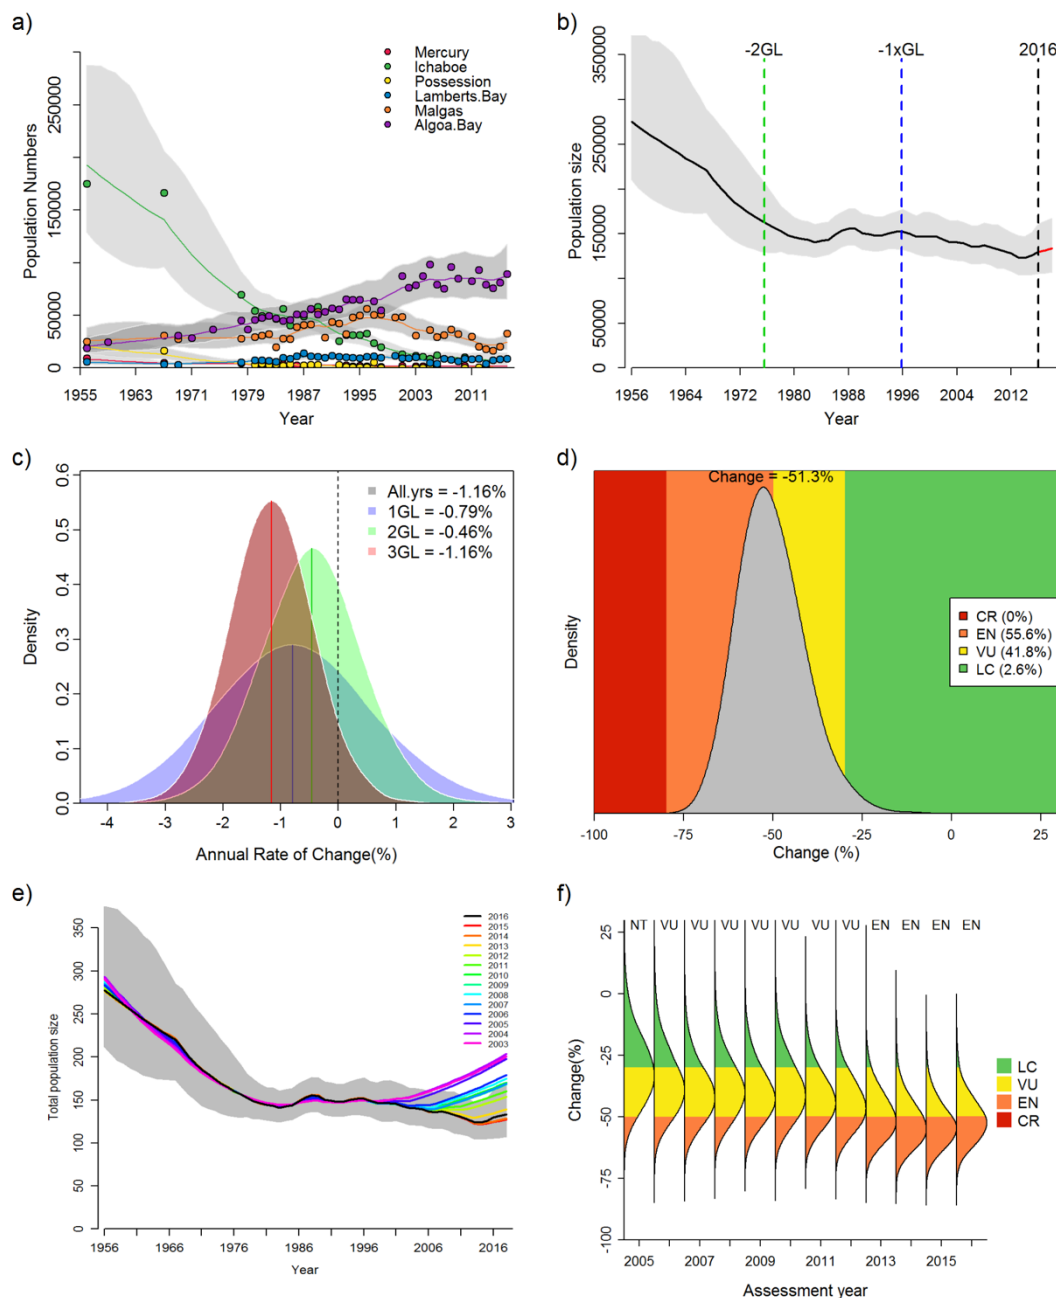 a)
Population Numbers
0
50000
150000
250000
1955
1963
1971
1979
1987
1995
2003
2011
Year
Mercury
Ichaboe
Possession
Lamberts.Bay
Malgas
Algoa.Bay
b)
Population size
0
50000
150000
250000
350000
-2GL
-1xGL
2016
1956
1964
1972
1980
1988
1996
2004
2012
Year
c)
Density
0.0
0.1
0.2
0.3
0.4
0.5
0.6
All.yrs = -1.16%
1GL = -0.79%
2GL = -0.46%
3GL = -1.16%
-4
-3
-2
-1
0
1
2
3
Annual Rate of Change(%)
d)
Change = -51.3%
Density
CR (0%)
EN (55.6%)
VU (41.8%)
LC (2.6%)
-100
-75
-50
-25
0
25
Change (%)
e)
Total population size
0
50
100
150
200
250
300
350
2016
2015
2014
2013
2012
2011
2010
2009
2008
2007
2006
2005
2004
2003
1956
1966
1976
1986
1996
2006
2016
Year
f)
NT VU VU VU VU VU VU VU EN EN EN EN
Change(%)
-100
-75
-50
-25
0
25
LC
VU
EN
CR
2005
2007
2009
2011
2013
2015
Assessment year